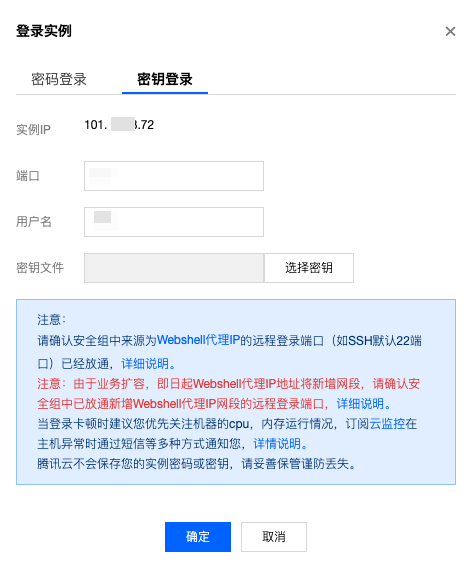 登录实例
密码登录 密钥登录
实例IP 101. .72
端口
用户名
密钥文件 选择密钥
注意：
请确认安全组中来源为Webshell代理IP的远程登录端口（如SSH默认22端
口）已经放通，详细说明。
注意：由于业务扩容，即日起Webshell代理IP地址将新增网段，请确认安
全组中已放通新增Webshell代理IP网段的远程登录端口，详细说明。
当登录卡顿时建议您优先关注机器的cpu，内存运行情况，订阅云监控在
主机异常时通过短信等多种方式通知您，详情说明。
腾讯云不会保存您的实例密码或密钥，请妥善保管谨防丢失。
确定 取消